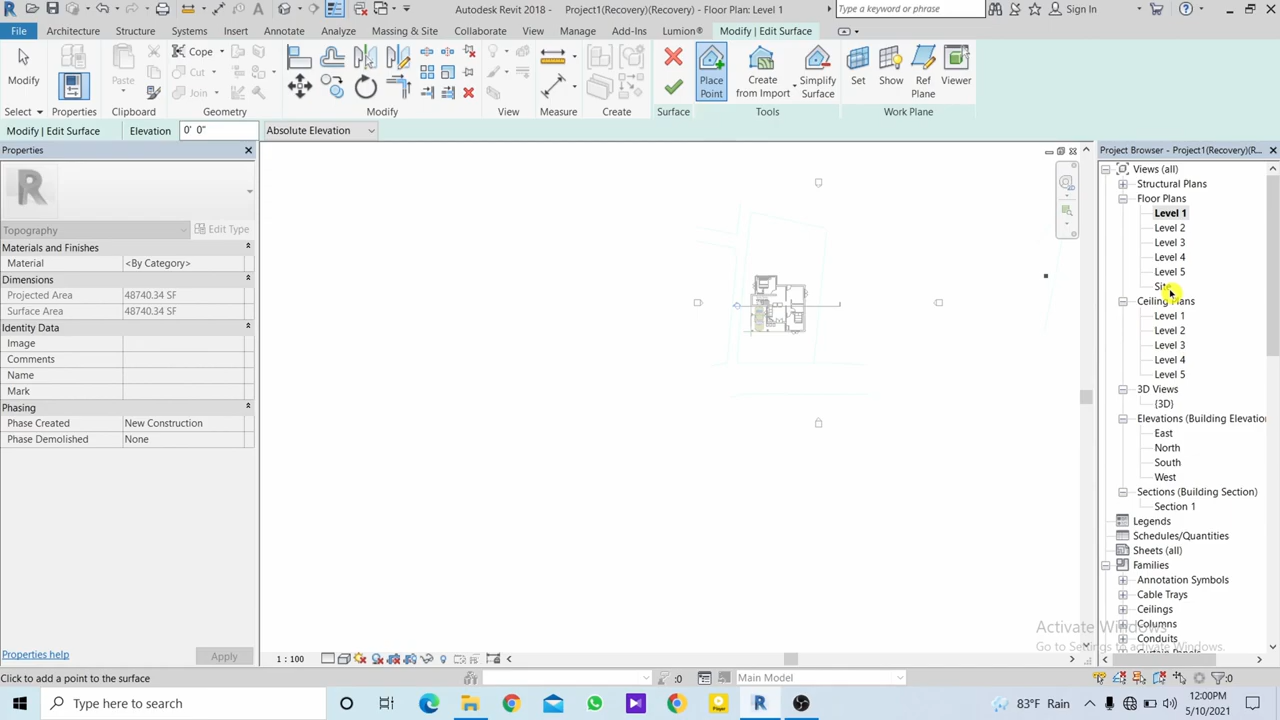 Autodesk Revit 2018 - Project1(Recovery)(Recovery) - Floor Plan: Level 1
Type a keyword or phrase
Sign In
File Architecture Structure Systems Insert Annotate Analyze Massing & Site Collaborate View Manage Add-Ins Lumion® Modify | Edit Surface
Modify
Paste
Cope
Cut
Join
Place Point
Create from Import
Simplify Surface
Set
Show
Ref Plane
Viewer
Select Properties Clipboard Geometry Modify View Measure Create Surface Tools Work Plane
Modify | Edit Surface Elevation 0' 0" Absolute Elevation
Properties
R
Topography
Edit Type
Materials and Finishes
Material <By Category>
Dimensions
Projected Area 48740.34 SF
Surface Area 48740.34 SF
Identity Data
Image
Comments
Name
Mark
Phasing
Phase Created New Construction
Phase Demolished None
Properties help
Apply
1 : 100
Project Browser - Project1(Recovery)(R...
Views (all)
Structural Plans
Floor Plans
Level 1
Level 2
Level 3
Level 4
Level 5
Site
Ceiling Plans
Level 1
Level 2
Level 3
Level 4
Level 5
3D Views
{3D}
Elevations (Building Elevation
East
North
South
West
Sections (Building Section)
Section 1
Legends
Schedules/Quantities
Sheets (all)
Families
Annotation Symbols
Cable Trays
Ceilings
Columns
Conduits
Activate Windows
Go to Settings to activate Windows.
Click to add a point to the surface
:0
Main Model
:0
Type here to search
83°F Rain
12:00PM
5/10/2021